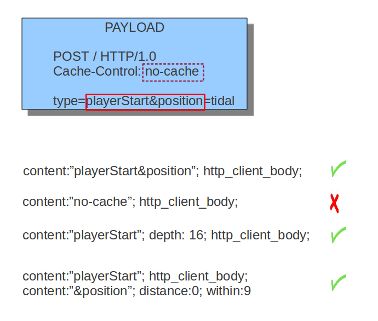 PAYLOAD
POST / HTTP/1.0
Cache-Control: no-cache
type=playerStart&position=tidal
content:"playerStart&position"; http_client_body;
content:"no-cache"; http_client_body;
content:"playerStart"; depth: 16; http_client_body;
content:"playerStart"; http_client_body;
content:"&position"; distance:0; within:9